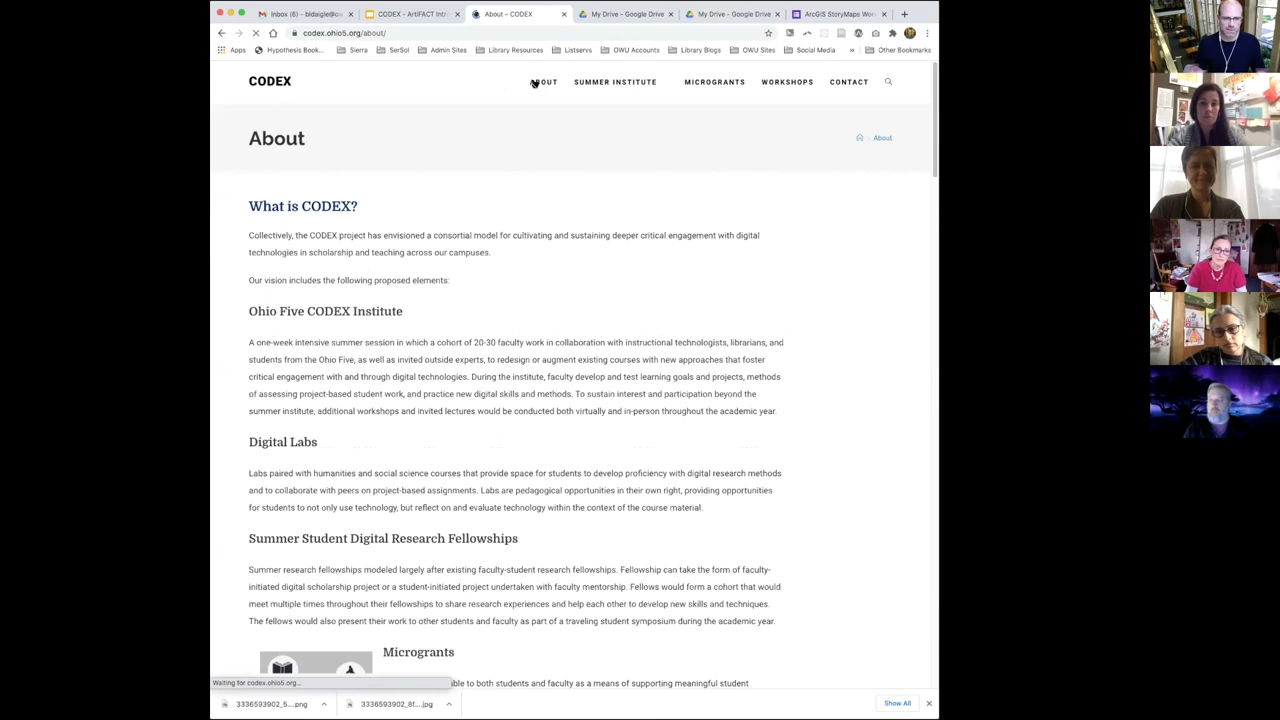 Inbox (6) - bldaigle@ow
CODEX - ArtiFACT Intr
About – CODEX
My Drive - Google Drive
My Drive - Google Drive
ArcGIS StoryMaps Wor
codex.ohio5.org/about/
Apps
Hypothesis Book...
Sierra
SerSol
Admin Sites
Library Resources
Listservs
OWU Accounts
Library Blogs
OWU Sites
Social Media
»
Other Bookmarks
CODEX
ABOUT
SUMMER INSTITUTE
MICROGRANTS
WORKSHOPS
CONTACT
About
About
What is CODEX?
Collectively, the CODEX project has envisioned a consortial model for cultivating and sustaining deeper critical engagement with digital
technologies in scholarship and teaching across our campuses.
Our vision includes the following proposed elements:
Ohio Five CODEX Institute
A one-week intensive summer session in which a cohort of 20-30 faculty work in collaboration with instructional technologists, librarians, and
students from the Ohio Five, as well as invited outside experts, to redesign or augment existing courses with new approaches that foster
critical engagement with and through digital technologies. During the institute, faculty develop and test learning goals and projects, methods
of assessing project-based student work, and practice new digital skills and methods. To sustain interest and participation beyond the
summer institute, additional workshops and invited lectures would be conducted both virtually and in-person throughout the academic year.
Digital Labs
Labs paired with humanities and social science courses that provide space for students to develop proficiency with digital research methods
and to collaborate with peers on project-based assignments. Labs are pedagogical opportunities in their own right, providing opportunities
for students to not only use technology, but reflect on and evaluate technology within the context of the course material.
Summer Student Digital Research Fellowships
Summer research fellowships modeled largely after existing faculty-student research fellowships. Fellowship can take the form of faculty-
initiated digital scholarship project or a student-initiated project undertaken with faculty mentorship. Fellows would form a cohort that would
meet multiple times throughout their fellowships to share research experiences and help each other to develop new skills and techniques.
The fellows would also present their work to other students and faculty as part of a traveling student symposium during the academic year.
Microgrants
ble to both students and faculty as a means of supporting meaningful student
Waiting for codex.ohio5.org...
3336593902_5....png
3336593902_8f....jpg
Show All